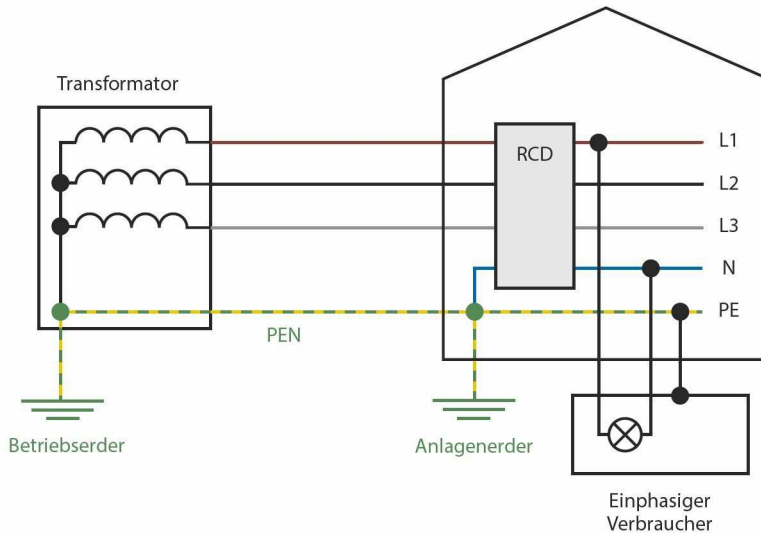 Transformator
RCD
L1
L2
L3
N
PE
PEN
Betriebserder
Anlagenerder
Einphasiger
Verbraucher